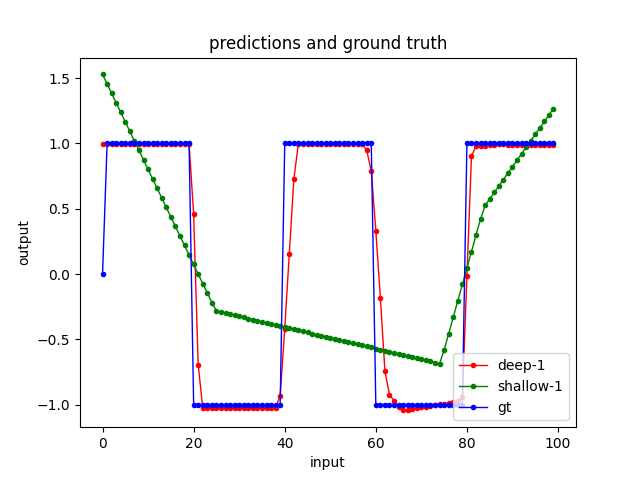 predictions and ground truth
1.5
1.0
0.5
0.0
−0.5
−1.0
output
0 20 40 60 80 100
input
deep-1
shallow-1
gt